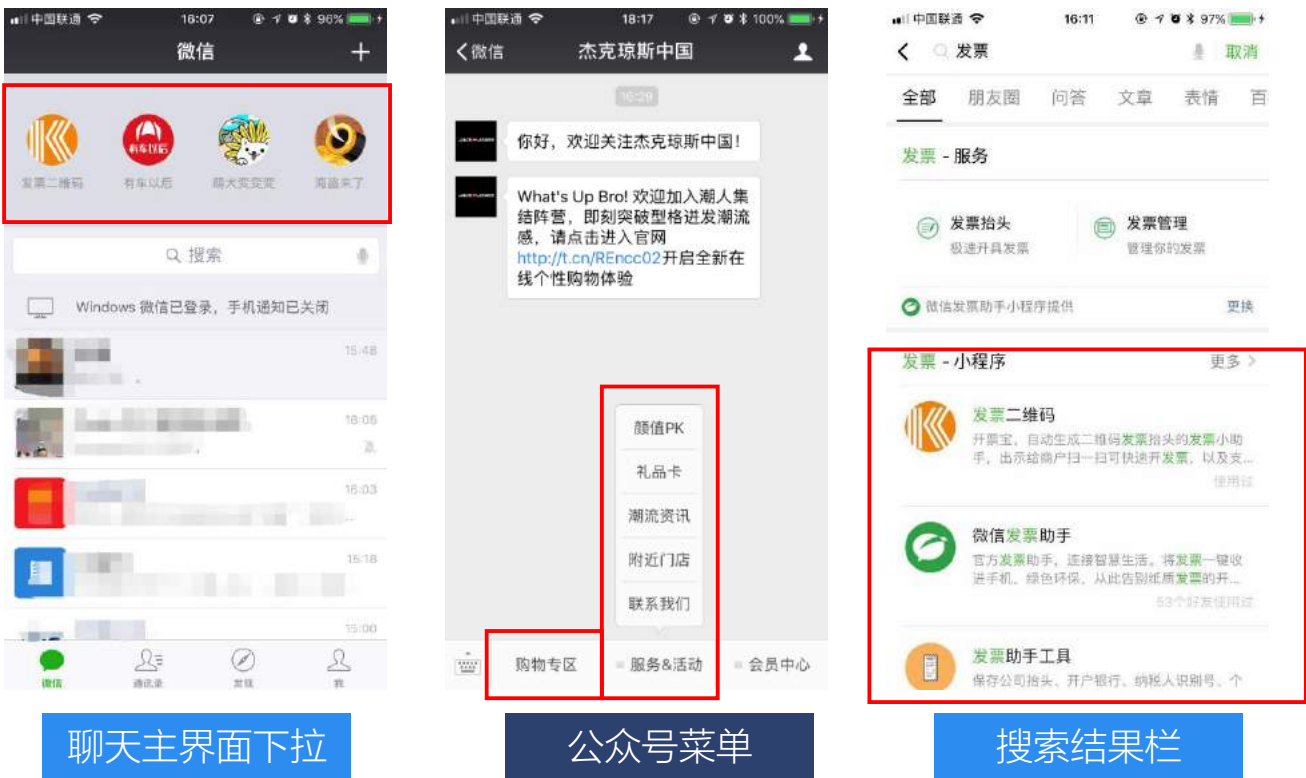 中国联通
16:07
96%
微信
发票二维码
有车以后
有车以后
萌犬变变变
海盗来了
搜索
Windows 微信已登录，手机通知已关闭
15:48
16:05
16:03
15:18
15:00
微信
通讯录
发现
我
聊天主界面下拉
中国联通
18:17
100%
微信
杰克琼斯中国
16:29
你好，欢迎关注杰克琼斯中国！
What's Up Bro! 欢迎加入潮人集
结阵营，即刻突破型格迸发潮流
感，请点击进入官网
http://t.cn/REncc02开启全新在
线个性购物体验
颜值PK
礼品卡
潮流资讯
附近门店
联系我们
购物专区
服务&活动
会员中心
公众号菜单
中国联通
16:11
97%
发票
取消
全部
朋友圈
问答
文章
表情
百
发票 - 服务
发票抬头
极速开具发票
发票管理
管理你的发票
微信发票助手小程序提供
更换
发票 - 小程序
更多
发票二维码
开票宝，自动生成二维码发票抬头的发票小助
手，出示给商户扫一扫可快速开发票，以及支...
使用过
微信发票助手
官方发票助手，连接智慧生活，将发票一键收
进手机，绿色环保，从此告别纸质发票的开...
53个好友使用过
发票助手工具
保存公司抬头、开户银行、纳税人识别号、个
搜索结果栏